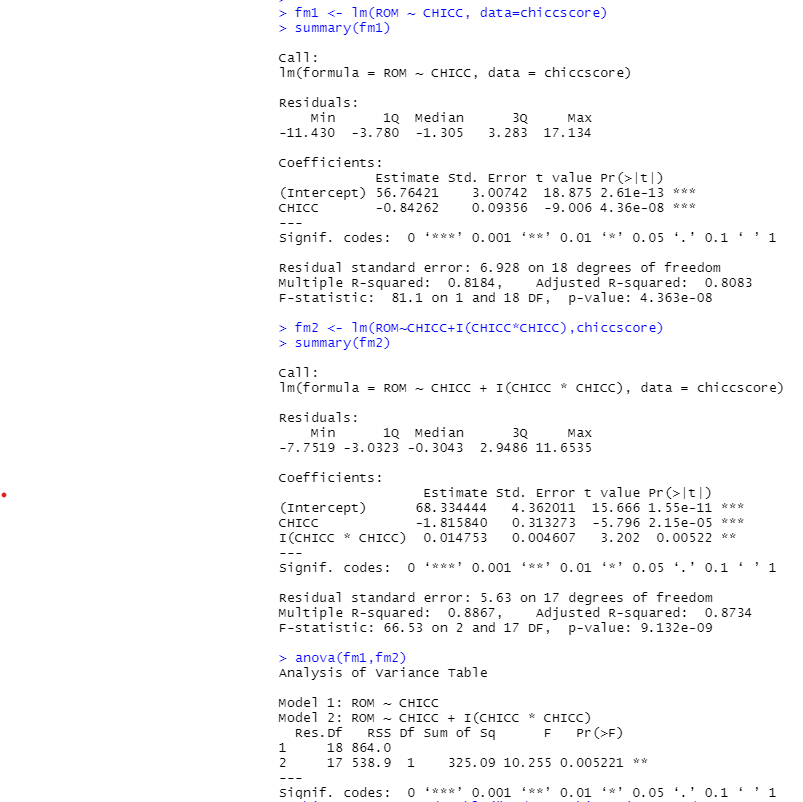 > fm1 <- lm(ROM ~ CHICC, data=chiccscore)
> summary(fm1)
Call:
lm(formula = ROM ~ CHICC, data = chiccscore)
Residuals:
    Min      1Q  Median      3Q     Max
-11.430  -3.780  -1.305   3.283  17.134
Coefficients:
            Estimate Std. Error t value Pr(>|t|)
(Intercept) 56.76421    3.00742  18.875 2.61e-13 ***
CHICC       -0.84262    0.09356  -9.006 4.36e-08 ***
---
Signif. codes:  0 ‘***’ 0.001 ‘**’ 0.01 ‘*’ 0.05 ‘.’ 0.1 ‘ ’ 1
Residual standard error: 6.928 on 18 degrees of freedom
Multiple R-squared:  0.8184,    Adjusted R-squared:  0.8083
F-statistic:  81.1 on 1 and 18 DF,  p-value: 4.363e-08
> fm2 <- lm(ROM~CHICC+I(CHICC*CHICC),chiccscore)
> summary(fm2)
Call:
lm(formula = ROM ~ CHICC + I(CHICC * CHICC), data = chiccscore)
Residuals:
    Min      1Q  Median      3Q     Max
-7.7519 -3.0323 -0.3043  2.9486 11.6535
Coefficients:
                  Estimate Std. Error t value Pr(>|t|)
(Intercept)      68.334444   4.362011  15.666 1.55e-11 ***
CHICC            -1.815840   0.313273  -5.796 2.15e-05 ***
I(CHICC * CHICC)  0.014753   0.004607   3.202  0.00522 **
---
Signif. codes:  0 ‘***’ 0.001 ‘**’ 0.01 ‘*’ 0.05 ‘.’ 0.1 ‘ ’ 1
Residual standard error: 5.63 on 17 degrees of freedom
Multiple R-squared:  0.8867,    Adjusted R-squared:  0.8734
F-statistic: 66.53 on 2 and 17 DF,  p-value: 9.132e-09
> anova(fm1,fm2)
Analysis of Variance Table
Model 1: ROM ~ CHICC
Model 2: ROM ~ CHICC + I(CHICC * CHICC)
  Res.Df   RSS Df Sum of Sq      F   Pr(>F)
1     18 864.0
2     17 538.9  1    325.09 10.255 0.005221 **
---
Signif. codes:  0 ‘***’ 0.001 ‘**’ 0.01 ‘*’ 0.05 ‘.’ 0.1 ‘ ’ 1